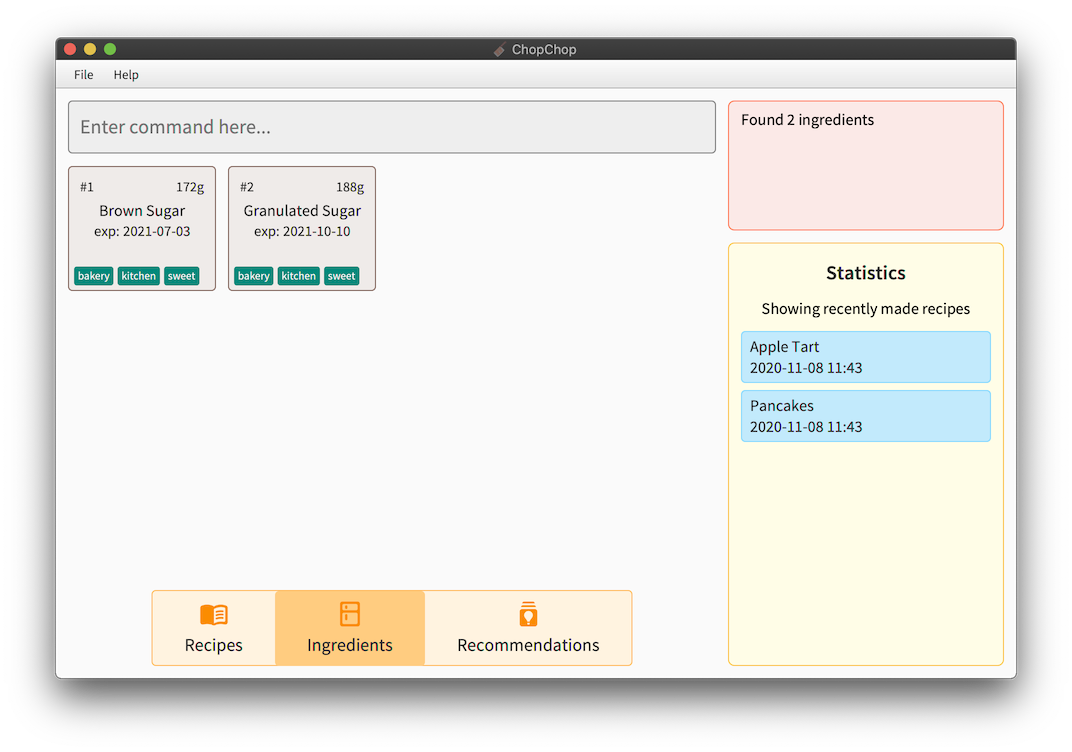 ChopChop
File Help
Enter command here...
#1 172g
Brown Sugar
exp: 2021-07-03
bakery kitchen sweet
#2 188g
Granulated Sugar
exp: 2021-10-10
bakery kitchen sweet
Found 2 ingredients
Statistics
Showing recently made recipes
Apple Tart
2020-11-08 11:43
Pancakes
2020-11-08 11:43
Recipes Ingredients Recommendations